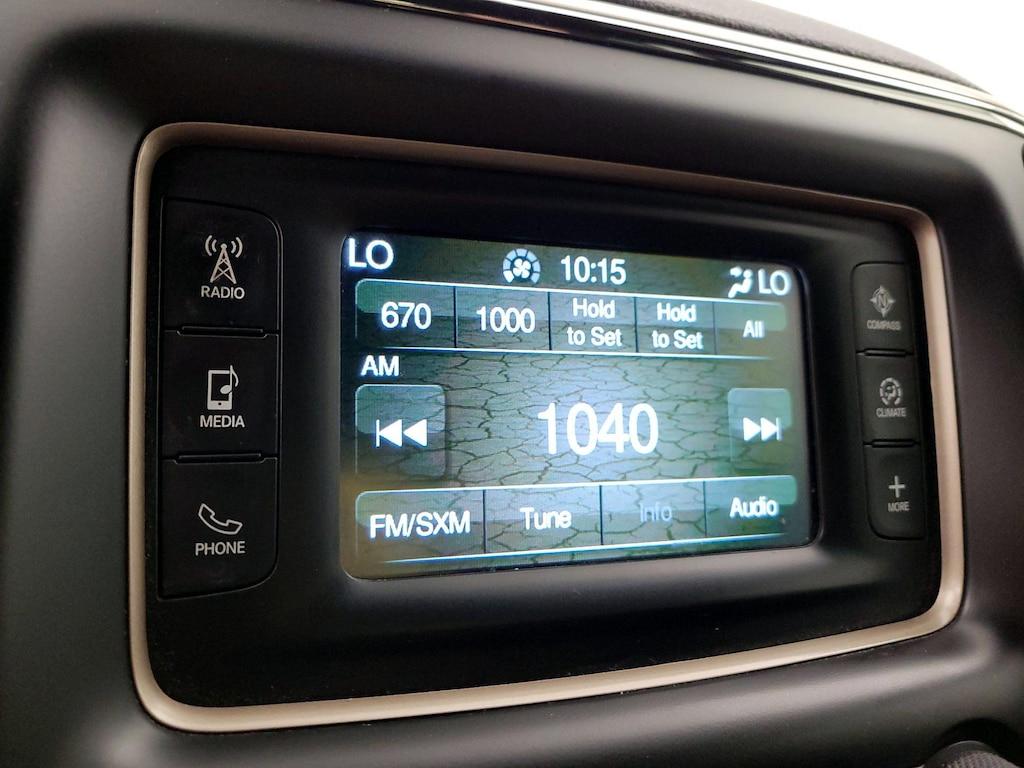 RADIO
MEDIA
PHONE
LO 10:15 LO
670 1000 Hold to Set Hold to Set All
AM
1040
FM/SXM Tune Info Audio
N
COMPASS
CLIMATE
MORE